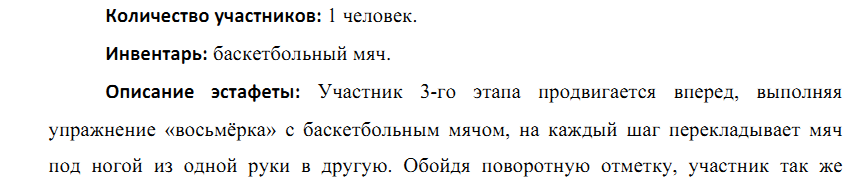 Количество участников: 1 человек.
Инвентарь: баскетбольный мяч.
Описание эстафеты: Участник 3-го этапа продвигается вперед, выполняя
упражнение «восьмёрка» с баскетбольным мячом, на каждый шаг перекладывает мяч
под ногой из одной руки в другую. Обойдя поворотную отметку, участник так же